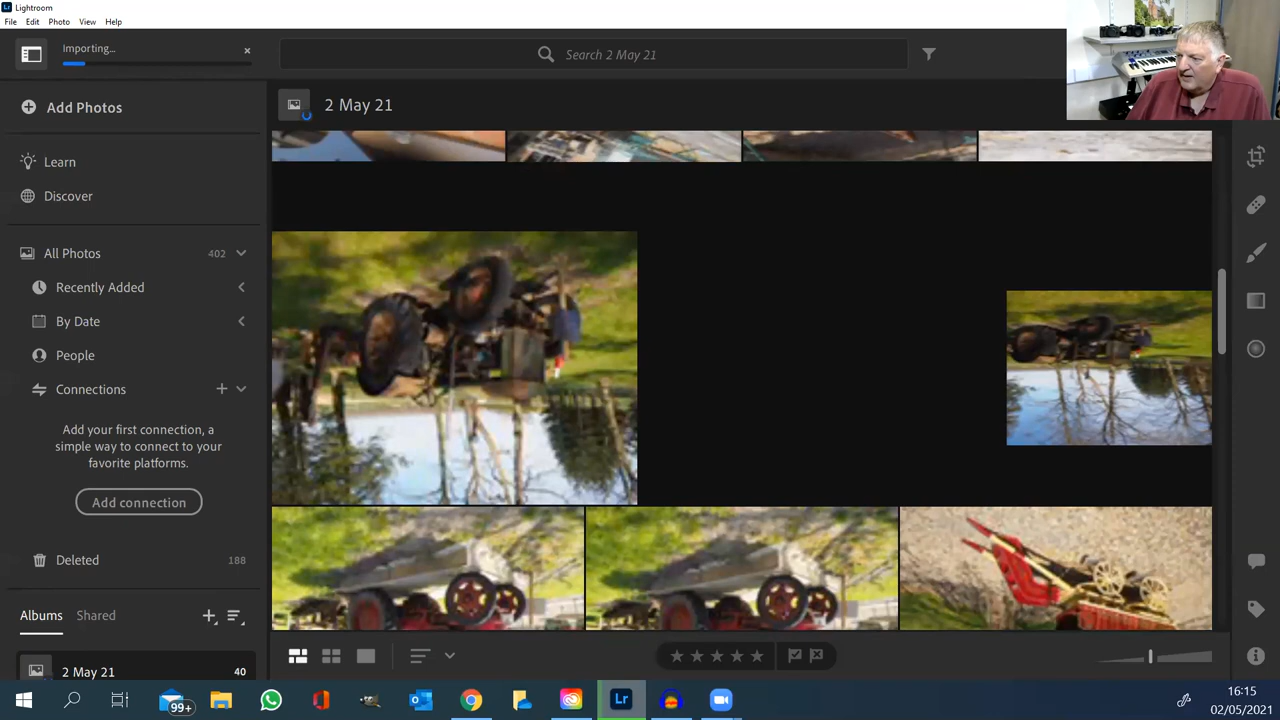 Lightroom
File Edit Photo View Help
Importing...
Search 2 May 21
Add Photos
2 May 21
Learn
Discover
All Photos 402
Recently Added
By Date
People
Connections
Add your first connection, a
simple way to connect to your
favorite platforms.
Add connection
Deleted 188
Albums Shared
2 May 21 40
99+
Lr
16:15
02/05/2021